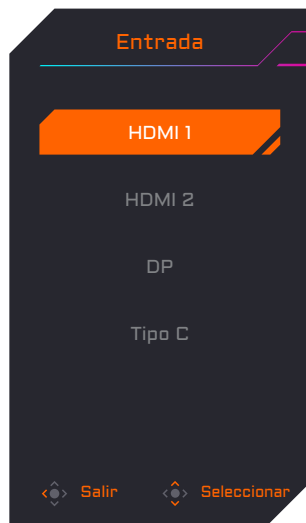 Entrada
HDMI 1
HDMI 2
DP
Tipo C
Salir Seleccionar